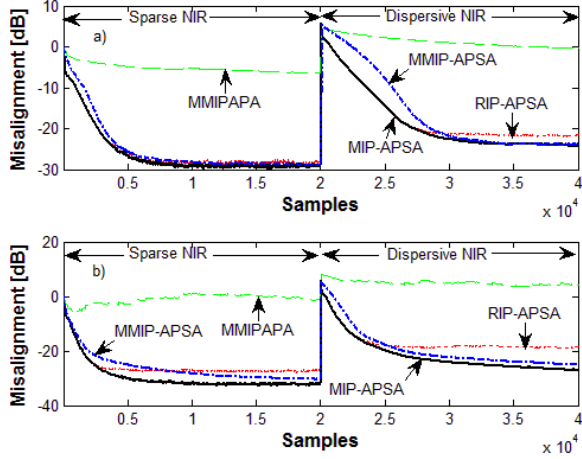 Sparse NIR Dispersive NIR
a)
MMIPAPA
MMIP-APSA
RIP-APSA
MIP-APSA
Misalignment [dB]
10
0
-10
-20
-30
0.5 1 1.5 2 2.5 3 3.5 4
x 10^4
Samples
Sparse NIR Dispersive NIR
b)
MMIP-APSA
MMIPAPA
RIP-APSA
MIP-APSA
Misalignment [dB]
20
0
-20
-40
0.5 1 1.5 20 2.5 30 3.5 40
x 10^4
Samples